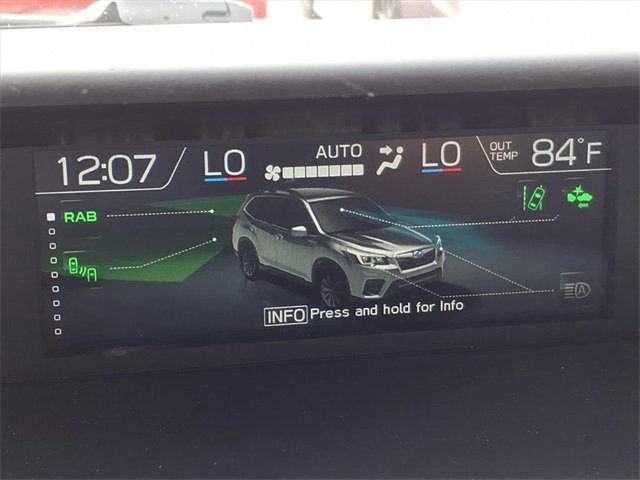 12:07
LO
AUTO
LO
OUT
TEMP
84°F
RAB
A
INFO Press and hold for Info